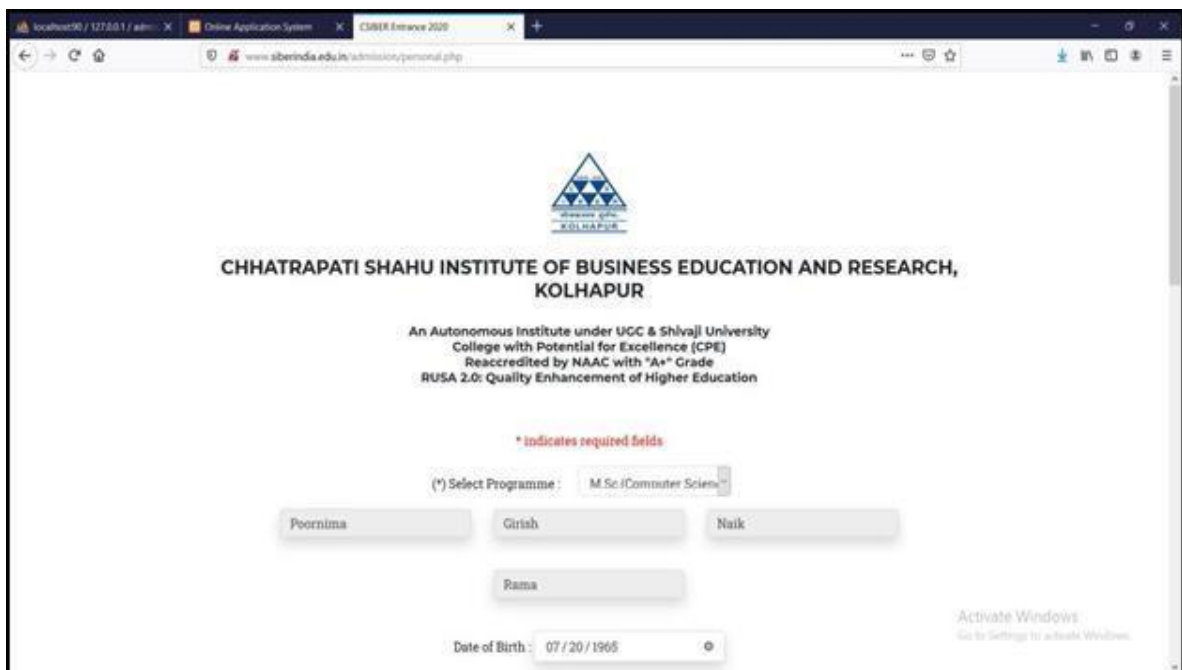 localhost:90 / 127.0.0.1 / admi
Online Application System
CSIBER Entrance 2020
www.siberindia.edu.in/admission/personal.php
KOLHAPUR
CHHATRAPATI SHAHU INSTITUTE OF BUSINESS EDUCATION AND RESEARCH,
KOLHAPUR
An Autonomous Institute under UGC & Shivaji University
College with Potential for Excellence (CPE)
Reaccredited by NAAC with "A+" Grade
RUSA 2.0: Quality Enhancement of Higher Education
* indicates required fields
(*) Select Programme : M.Sc.(Computer Scien
Poornima Girish Naik
Rama
Date of Birth : 07 / 20 / 1965
Activate Windows
Go to Settings to activate Windows.